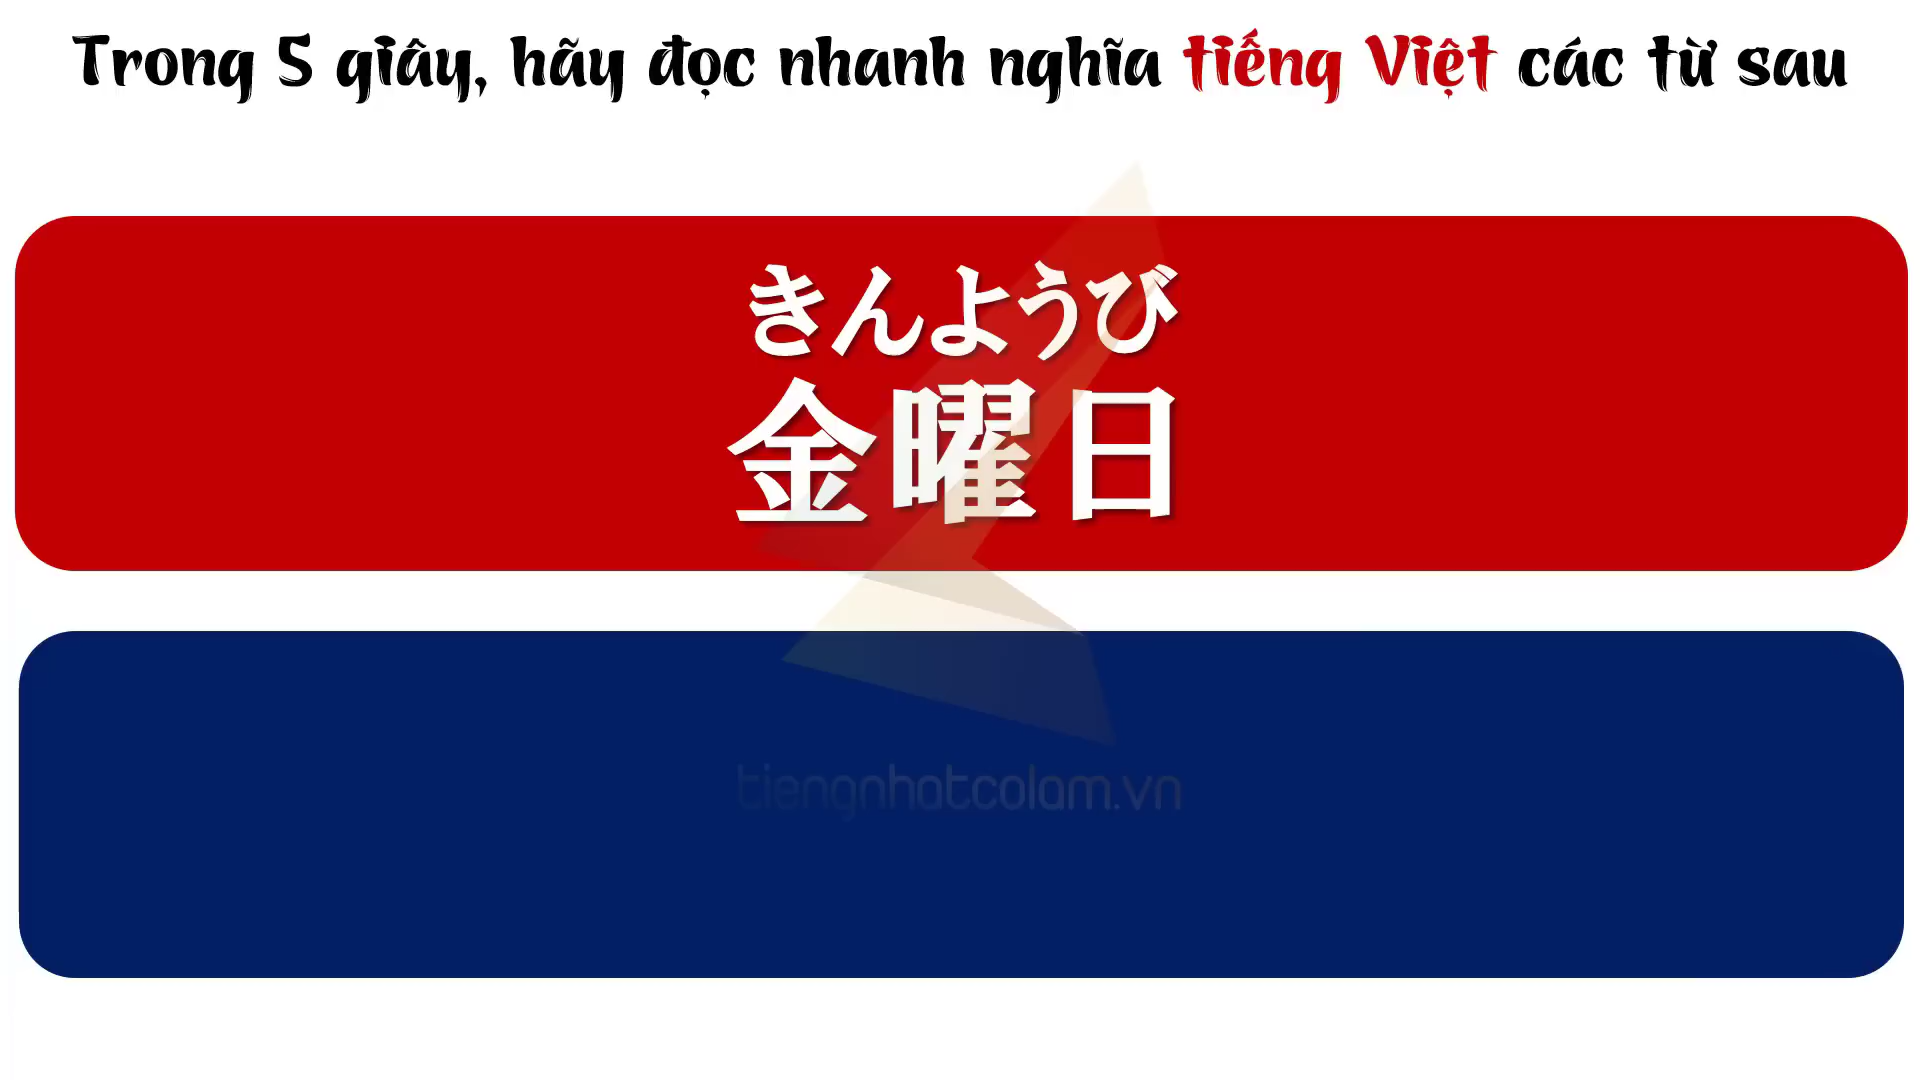 Trong 5 giây, hãy đọc nhanh nghĩa tiếng Việt các từ sau
きんようび
金曜日
tiengnhatcolam.vn